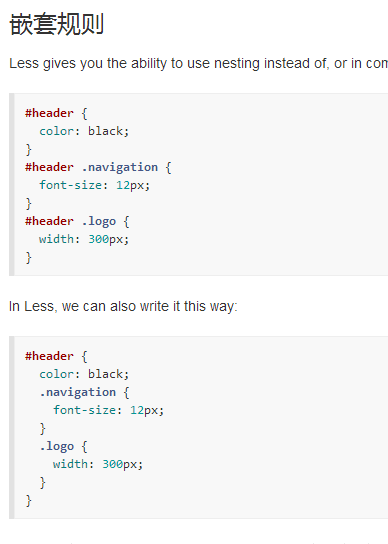 嵌套规则
Less gives you the ability to use nesting instead of, or in
#header {
  color: black;
}
#header .navigation {
  font-size: 12px;
}
#header .logo {
  width: 300px;
}
In Less, we can also write it this way:
#header {
  color: black;
  .navigation {
    font-size: 12px;
  }
  .logo {
    width: 300px;
  }
}